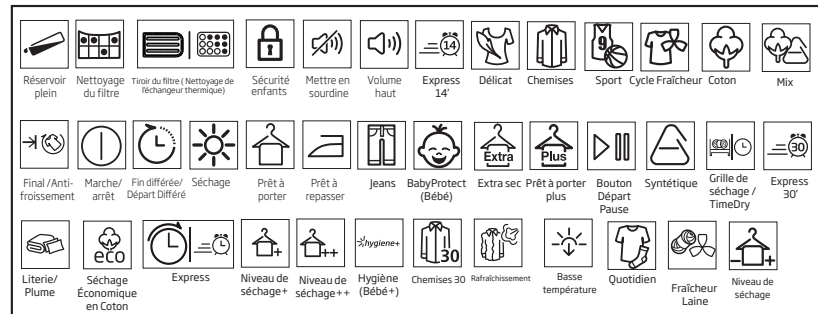 14
9
Réservoir plein
Nettoyage du filtre
Tiroir du filtre ( Nettoyage de l'échangeur thermique)
Sécurité enfants
Mettre en sourdine
Volume haut
Express 14'
Délicat
Chemises
Sport
Cycle Fraîcheur
Coton
Mix
Extra
Plus
30
Final /Anti-froissement
Marche/ arrêt
Fin différée/ Départ Différé
Séchage
Prêt à porter
Prêt à repasser
Jeans
BabyProtect (Bébé)
Extra sec
Prêt à porter plus
Bouton Départ Pause
Syntétique
Grille de séchage / TimeDry
Express 30'
eco
hygiene+
30
Literie/ Plume
Séchage Économique en Coton
Express
Niveau de séchage+
Niveau de séchage++
Hygiène (Bébé+)
Chemises 30
Rafraîchissement
Basse température
Quotidien
Fraîcheur Laine
Niveau de séchage